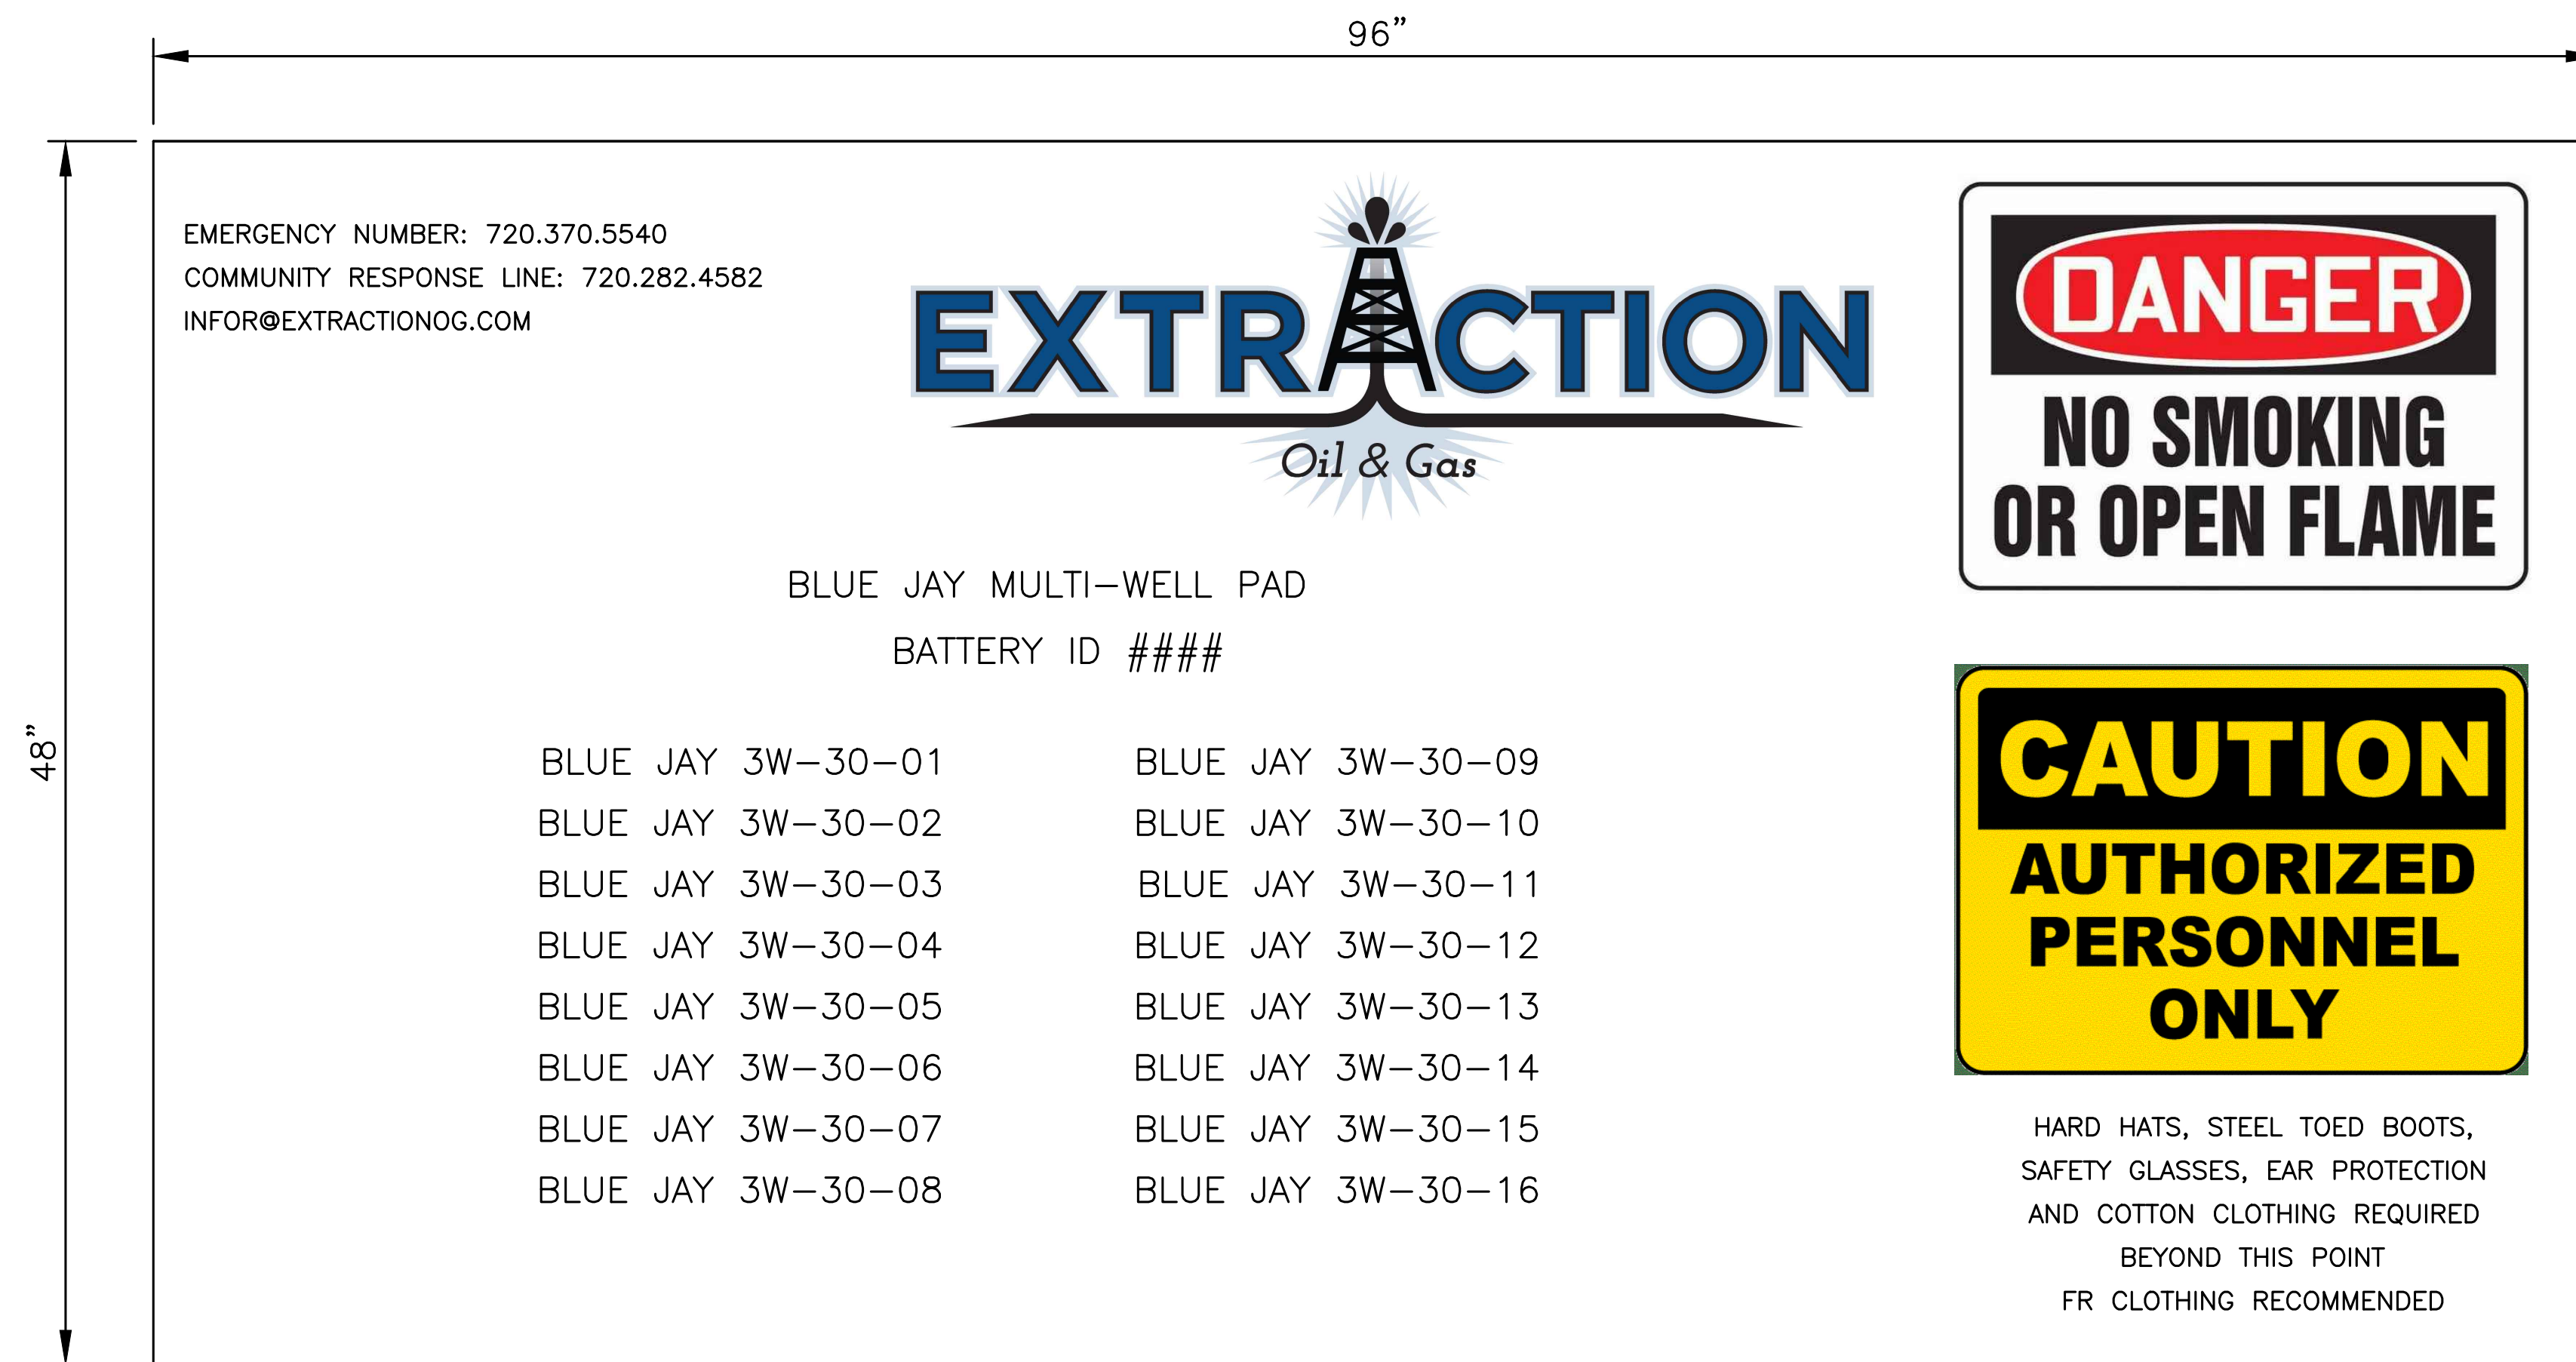 96"
48"
EMERGENCY NUMBER: 720.370.5540
COMMUNITY RESPONSE LINE: 720.282.4582
INFOR@EXTRACTIONOG.COM
EXTRACTION
Oil & Gas
BLUE JAY MULTI-WELL PAD
BATTERY ID ####
BLUE JAY 3W-30-01
BLUE JAY 3W-30-02
BLUE JAY 3W-30-03
BLUE JAY 3W-30-04
BLUE JAY 3W-30-05
BLUE JAY 3W-30-06
BLUE JAY 3W-30-07
BLUE JAY 3W-30-08
BLUE JAY 3W-30-09
BLUE JAY 3W-30-10
BLUE JAY 3W-30-11
BLUE JAY 3W-30-12
BLUE JAY 3W-30-13
BLUE JAY 3W-30-14
BLUE JAY 3W-30-15
BLUE JAY 3W-30-16
DANGER
NO SMOKING
OR OPEN FLAME
CAUTION
AUTHORIZED
PERSONNEL
ONLY
HARD HATS, STEEL TOED BOOTS,
SAFETY GLASSES, EAR PROTECTION
AND COTTON CLOTHING REQUIRED
BEYOND THIS POINT
FR CLOTHING RECOMMENDED